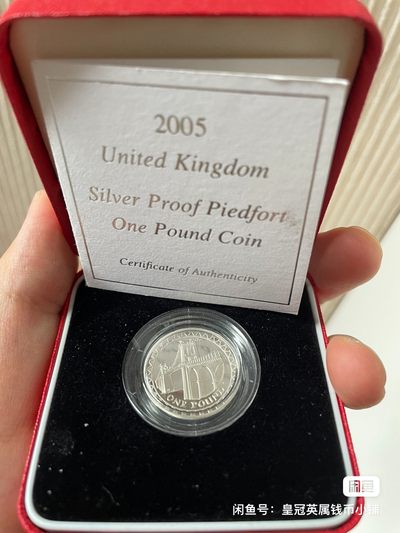 2005
United Kingdom
Silver Proof Piedfort
One Pound Coin
Certificate of Authenticity
ONE POUND
闲鱼号：皇冠英属钱币小铺